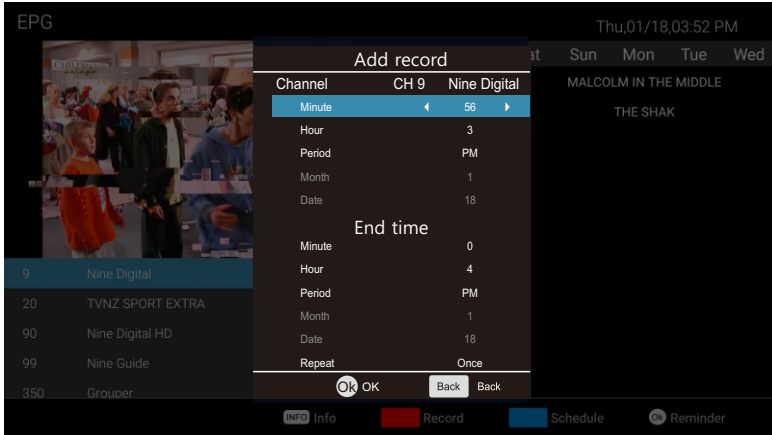 EPG
Thu,01/18,03:52 PM
Sun Mon Tue Wed
MALCOLM IN THE MIDDLE
THE SHAK
Add record
Channel CH 9 Nine Digital
Minute 56
Hour 3
Period PM
Month 1
Date 18
End time
Minute 0
Hour 4
Period PM
Month 1
Date 18
Repeat Once
Ok OK Back Back
9 Nine Digital
20 TVNZ SPORT EXTRA
90 Nine Digital HD
99 Nine Guide
350 Grouper
INFO Info Record Schedule Ok Reminder